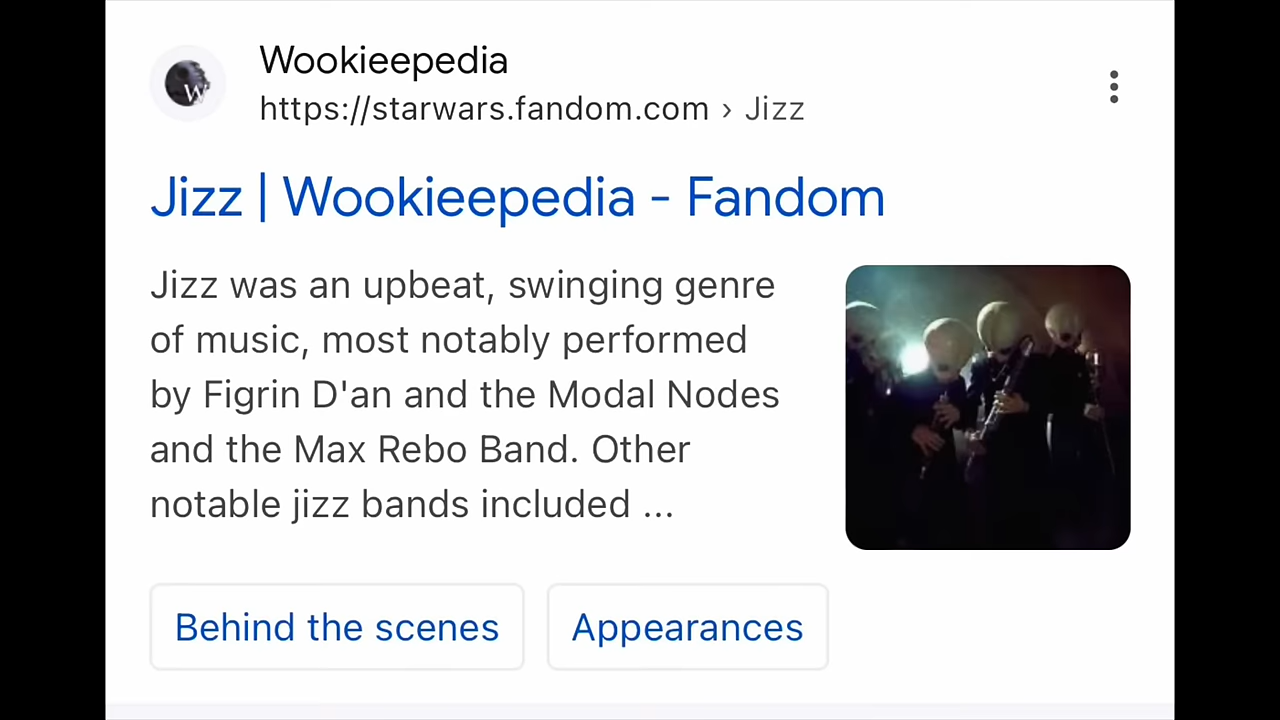 Wookieepedia
https://starwars.fandom.com › Jizz
Jizz | Wookieepedia - Fandom
Jizz was an upbeat, swinging genre
of music, most notably performed
by Figrin D'an and the Modal Nodes
and the Max Rebo Band. Other
notable jizz bands included ...
Behind the scenes
Appearances